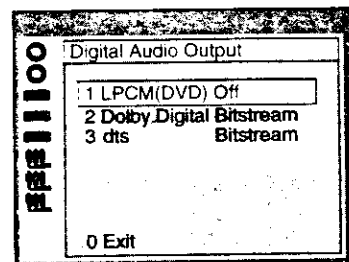 Digital Audio Output
1 LPCM(DVD) Off
2 Dolby Digital Bitstream
3 dts Bitstream
0 Exit